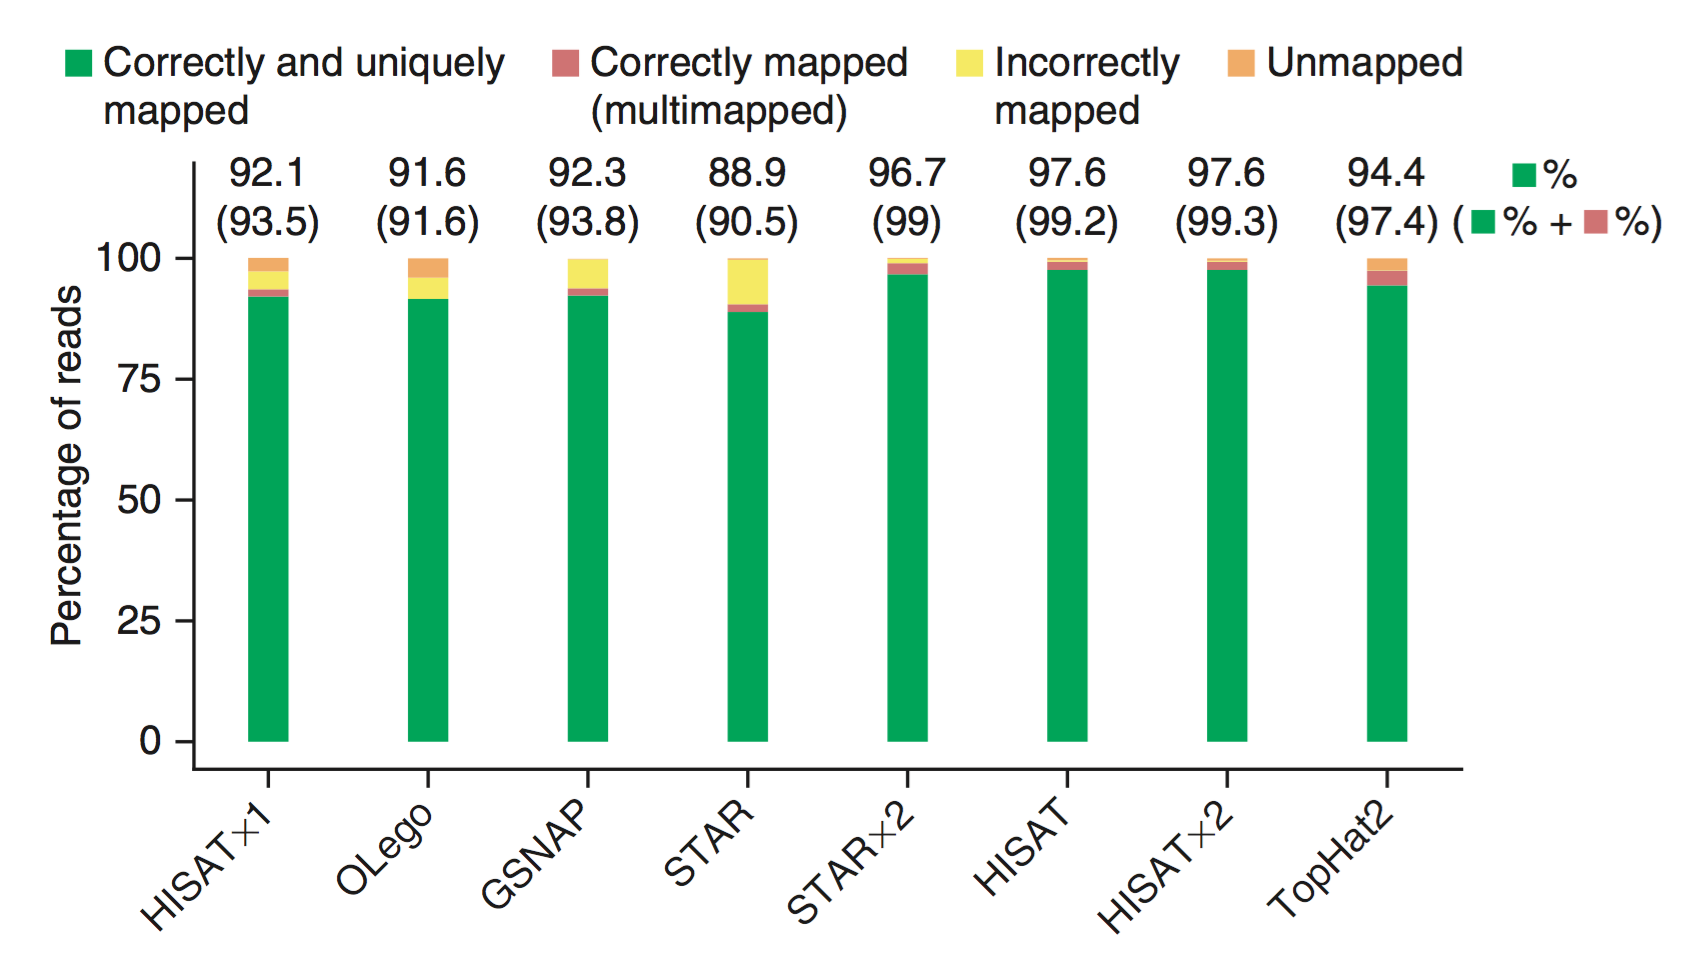 Correctly and uniquely mapped
Correctly mapped (multimapped)
Incorrectly mapped
Unmapped
92.1 91.6 92.3 88.9 96.7 97.6 97.6 94.4 %
(93.5) (91.6) (93.8) (90.5) (99) (99.2) (99.3) (97.4) ( % + %)
Percentage of reads
100
75
50
25
0
HISAT×1
OLego
GSNAP
STAR
STAR×2
HISAT
HISAT×2
TopHat2